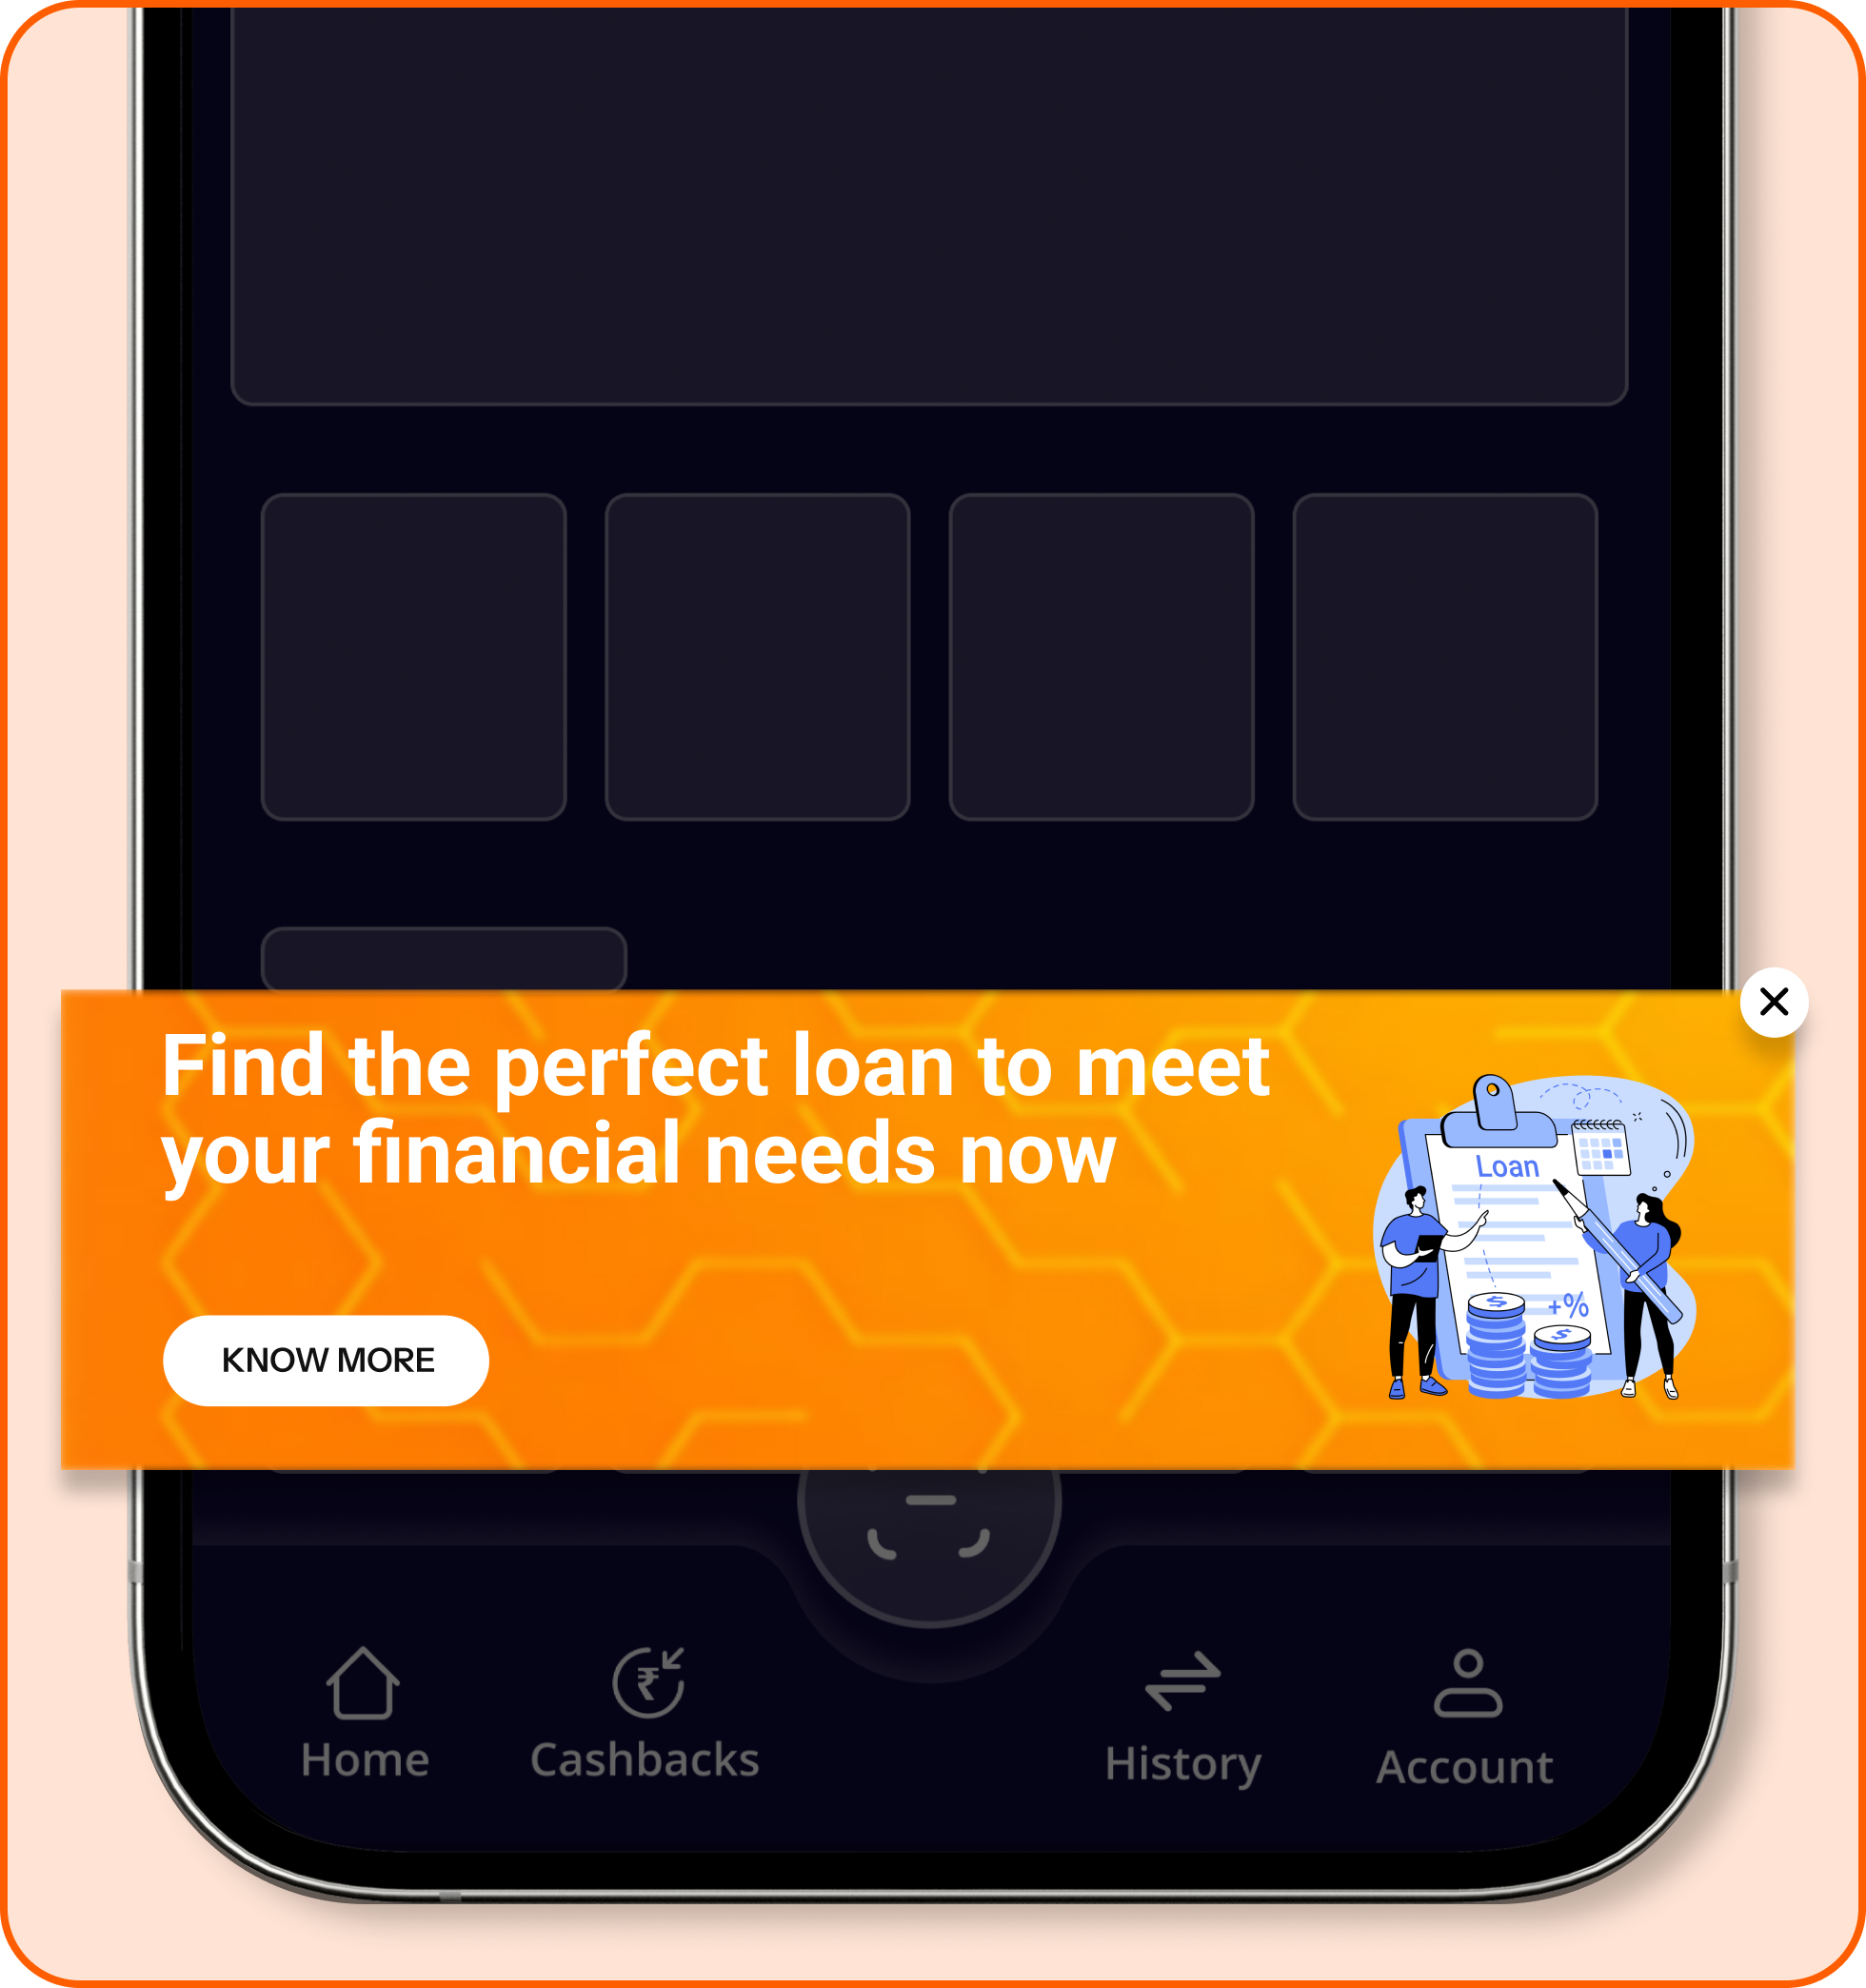 Find the perfect loan to meet
your financial needs now
Loan
+%
KNOW MORE
Home
Cashbacks
History
Account